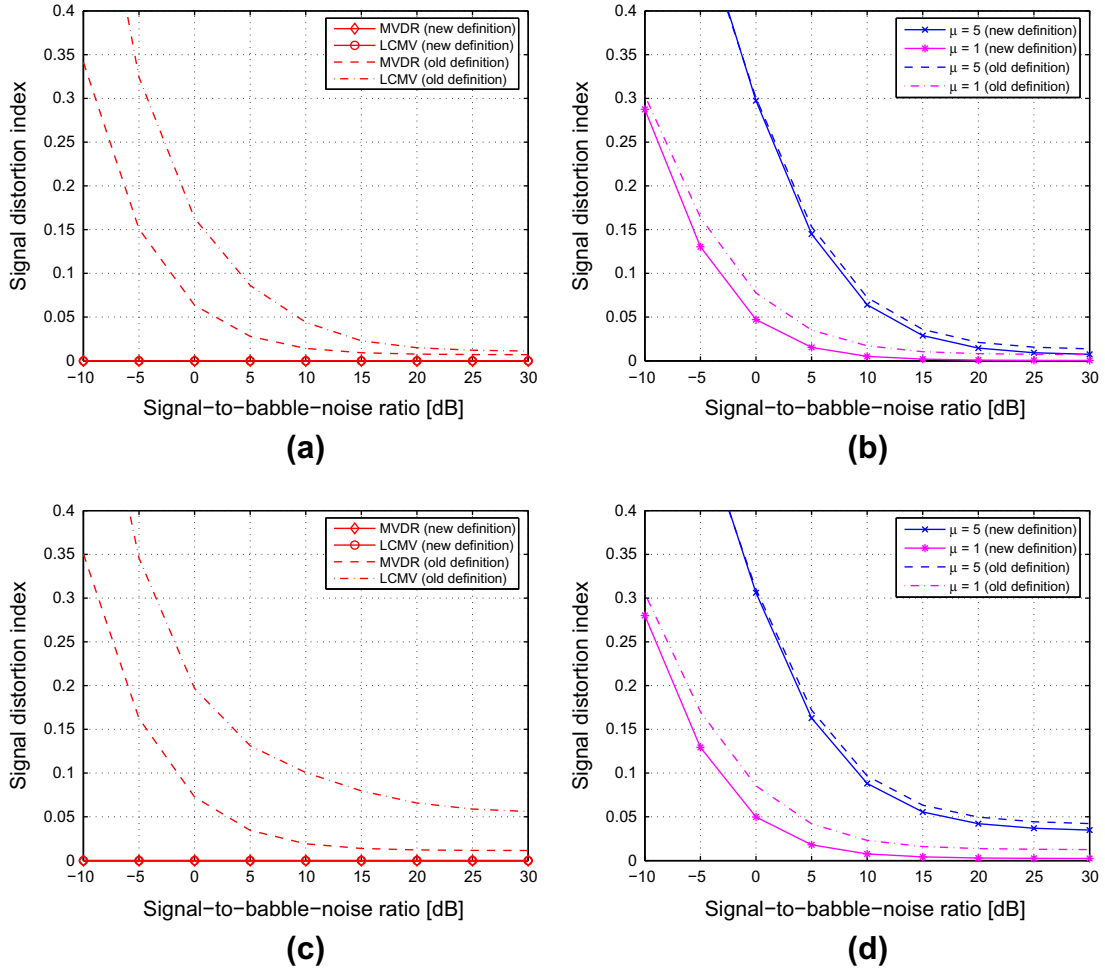 0.4
0.35
0.3
0.25
0.2
0.15
0.1
0.05
0
Signal distortion index
MVDR (new definition)
LCMV (new definition)
MVDR (old definition)
LCMV (old definition)
−10 −5 0 5 10 15 20 25 30
Signal−to−babble−noise ratio [dB]
(a)
0.4
0.35
0.3
0.25
0.2
0.15
0.1
0.05
0
Signal distortion index
μ = 5 (new definition)
μ = 1 (new definition)
μ = 5 (old definition)
μ = 1 (old definition)
−10 −5 0 5 10 15 20 25 30
Signal−to−babble−noise ratio [dB]
(b)
0.4
0.35
0.3
0.25
0.2
0.15
0.1
0.05
0
Signal distortion index
MVDR (new definition)
LCMV (new definition)
MVDR (old definition)
LCMV (old definition)
−10 −5 0 5 10 15 20 25 30
Signal−to−babble−noise ratio [dB]
(c)
0.4
0.35
0.3
0.25
0.2
0.15
0.1
0.05
0
Signal distortion index
μ = 5 (new definition)
μ = 1 (new definition)
μ = 5 (old definition)
μ = 1 (old definition)
−10 −5 0 5 10 15 20 25 30
Signal−to−babble−noise ratio [dB]
(d)